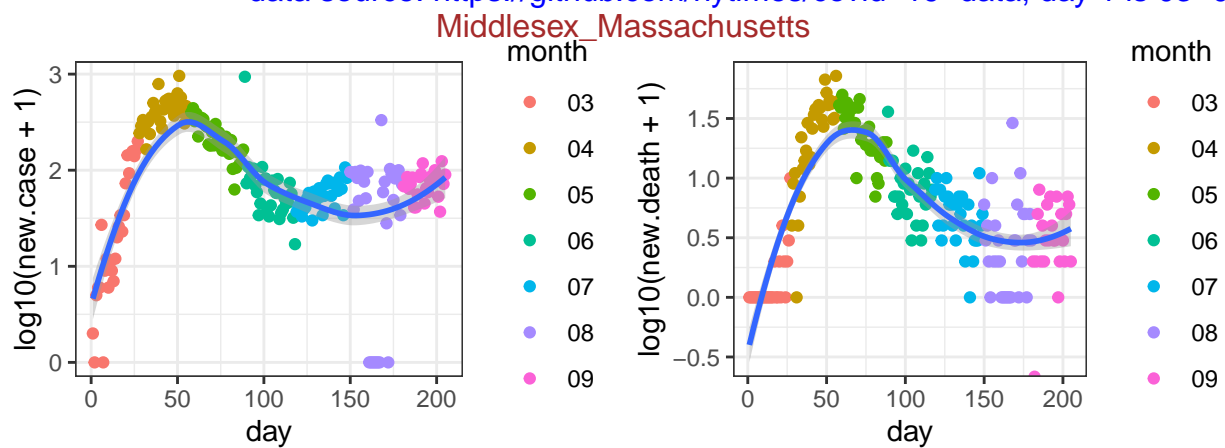 Middlesex_Massachusetts
log10(new.case + 1)
3
2
1
0
0 50 100 150 200
day
month
03
04
05
06
07
08
09
log10(new.death + 1)
1.5
1.0
0.5
0.0
−0.5
0 50 100 150 200
day
month
03
04
05
06
07
08
09